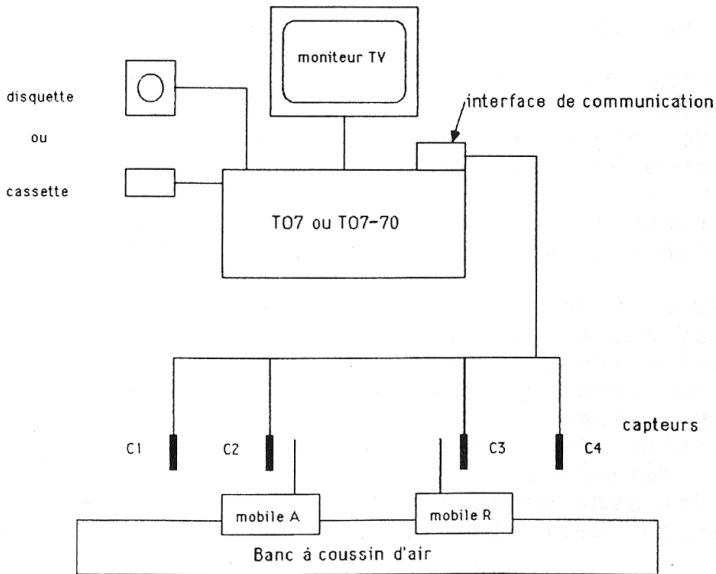 moniteur TV
disquette
ou
cassette
interface de communication
TO7 ou TO7-70
capteurs
C1
C2
C3
C4
mobile A
mobile R
Banc à coussin d'air